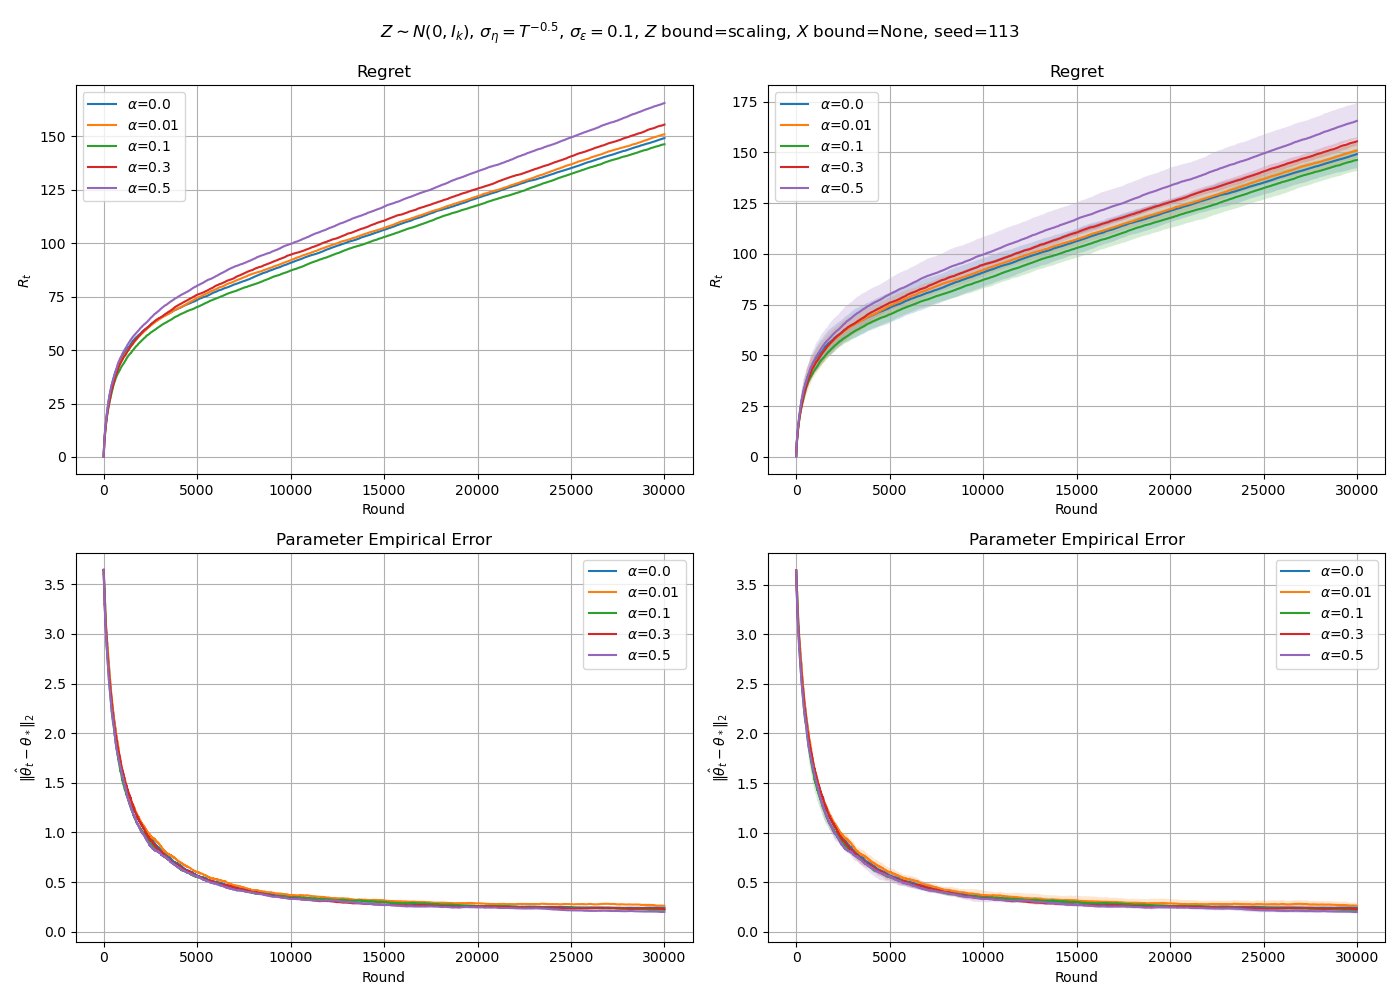 Z ∼ N(0, I_k), σ_η = T^{−0.5}, σ_ε = 0.1, Z bound=scaling, X bound=None, seed=113
Regret
α=0.0
α=0.01
α=0.1
α=0.3
α=0.5
R_t
150
125
100
75
50
25
0
0 5000 10000 15000 20000 25000 30000
Round
Regret
α=0.0
α=0.01
α=0.1
α=0.3
α=0.5
R_t
175
150
125
100
75
50
25
0
0 5000 10000 15000 20000 25000 30000
Round
Parameter Empirical Error
α=0.0
α=0.01
α=0.1
α=0.3
α=0.5
‖θ̂_t − θ_*‖_2
3.5
3.0
2.5
2.0
1.5
1.0
0.5
0.0
0 5000 10000 15000 20000 25000 30000
Round
Parameter Empirical Error
α=0.0
α=0.01
α=0.1
α=0.3
α=0.5
‖θ̂_t − θ_*‖_2
3.5
3.0
2.5
2.0
1.5
1.0
0.5
0.0
0 5000 10000 15000 20000 25000 30000
Round